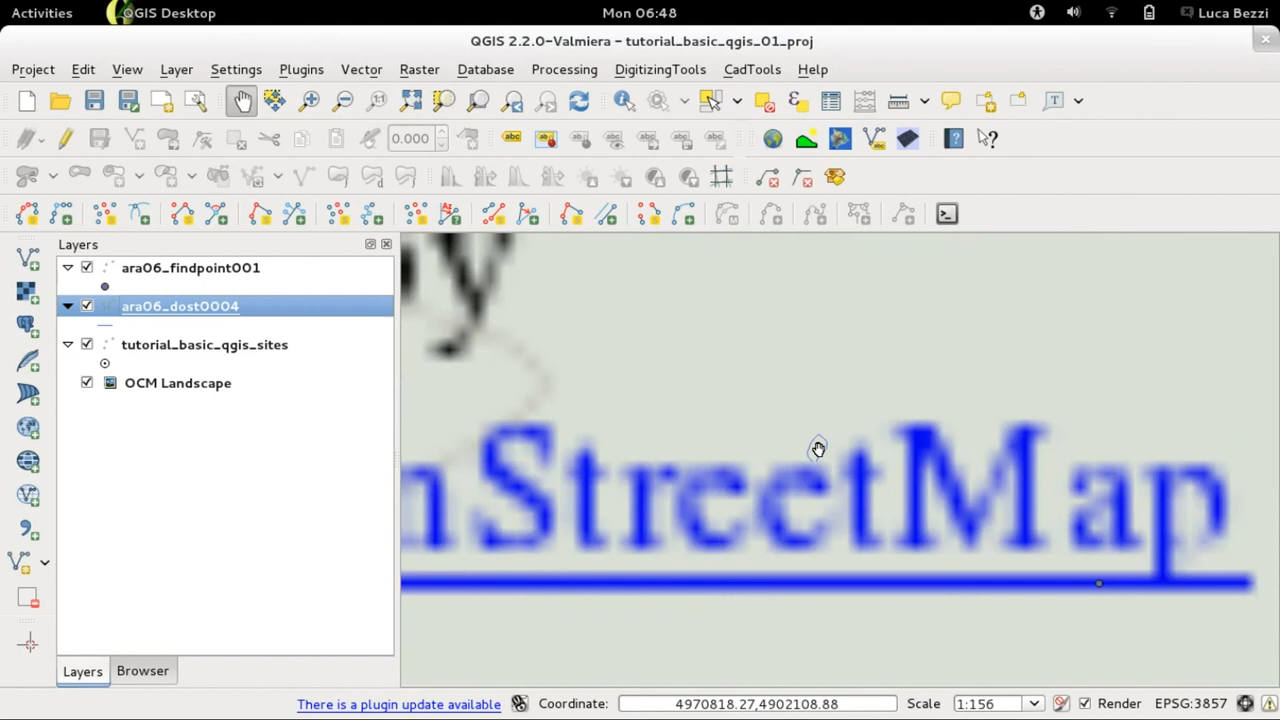 Activities QGIS Desktop Mon 06:48 Luca Bezzi
QGIS 2.2.0-Valmiera - tutorial_basic_qgis_01_proj
Project Edit View Layer Settings Plugins Vector Raster Database Processing DigitizingTools CadTools Help
0.000
Layers
ara06_findpoint001
ara06_dost0004
tutorial_basic_qgis_sites
OCM Landscape
y
nStreetMap
Layers Browser
There is a plugin update available Coordinate: 4970818.27,4902108.88 Scale 1:156 Render EPSG:3857